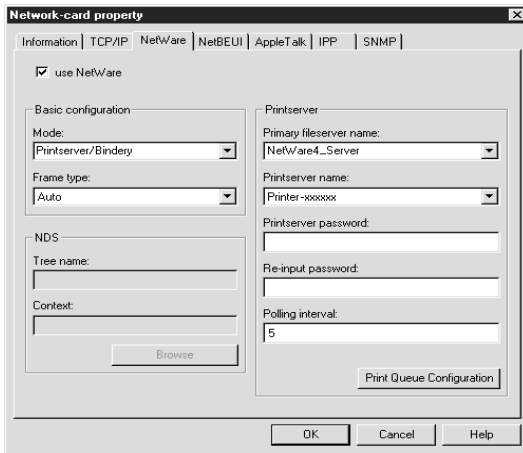 Network-card property
Information TCP/IP NetWare NetBEUI AppleTalk IPP SNMP
use NetWare
Basic configuration
Mode:
Printserver/Bindery
Frame type:
Auto
NDS
Tree name:
Context:
Browse
Printserver
Primary fileserver name:
NetWare4_Server
Printserver name:
Printer-xxxxxx
Printserver password:
Re-input password:
Polling interval:
5
Print Queue Configuration
OK Cancel Help